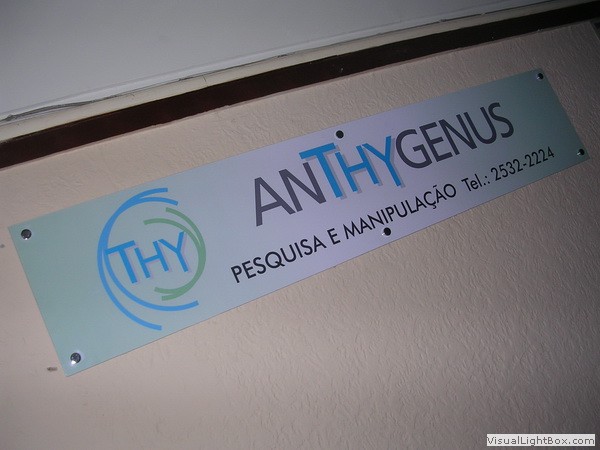 THY
ANTHYGENUS
PESQUISA E MANIPULAÇÃO Tel.: 2532-2224
VisualLightBox.com